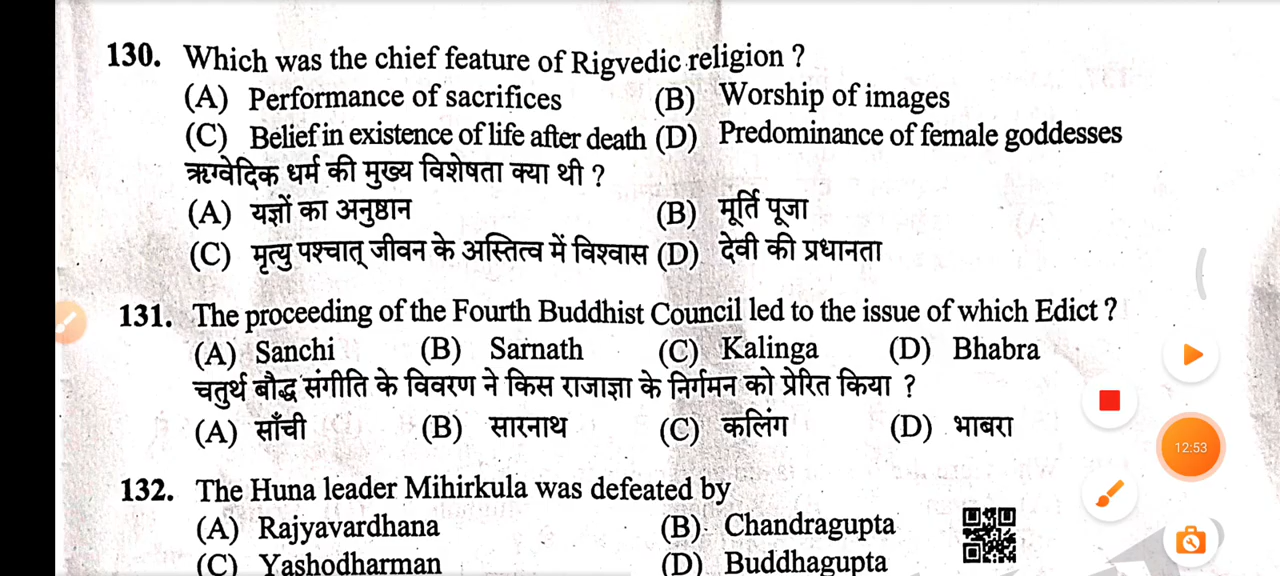 130. Which was the chief feature of Rigvedic religion ?
(A) Performance of sacrifices (B) Worship of images
(C) Belief in existence of life after death (D) Predominance of female goddesses
ऋग्वेदिक धर्म की मुख्य विशेषता क्या थी ?
(A) यज्ञों का अनुष्ठान (B) मूर्ति पूजा
(C) मृत्यु पश्चात् जीवन के अस्तित्व में विश्वास (D) देवी की प्रधानता
131. The proceeding of the Fourth Buddhist Council led to the issue of which Edict ?
(A) Sanchi (B) Sarnath (C) Kalinga (D) Bhabra
चतुर्थ बौद्ध संगीति के विवरण ने किस राजाज्ञा के निर्गमन को प्रेरित किया ?
(A) साँची (B) सारनाथ (C) कलिंग (D) भाबरा
12:53
132. The Huna leader Mihirkula was defeated by
(A) Rajyavardhana (B) Chandragupta
(C) Yashodharman (D) Buddhagupta